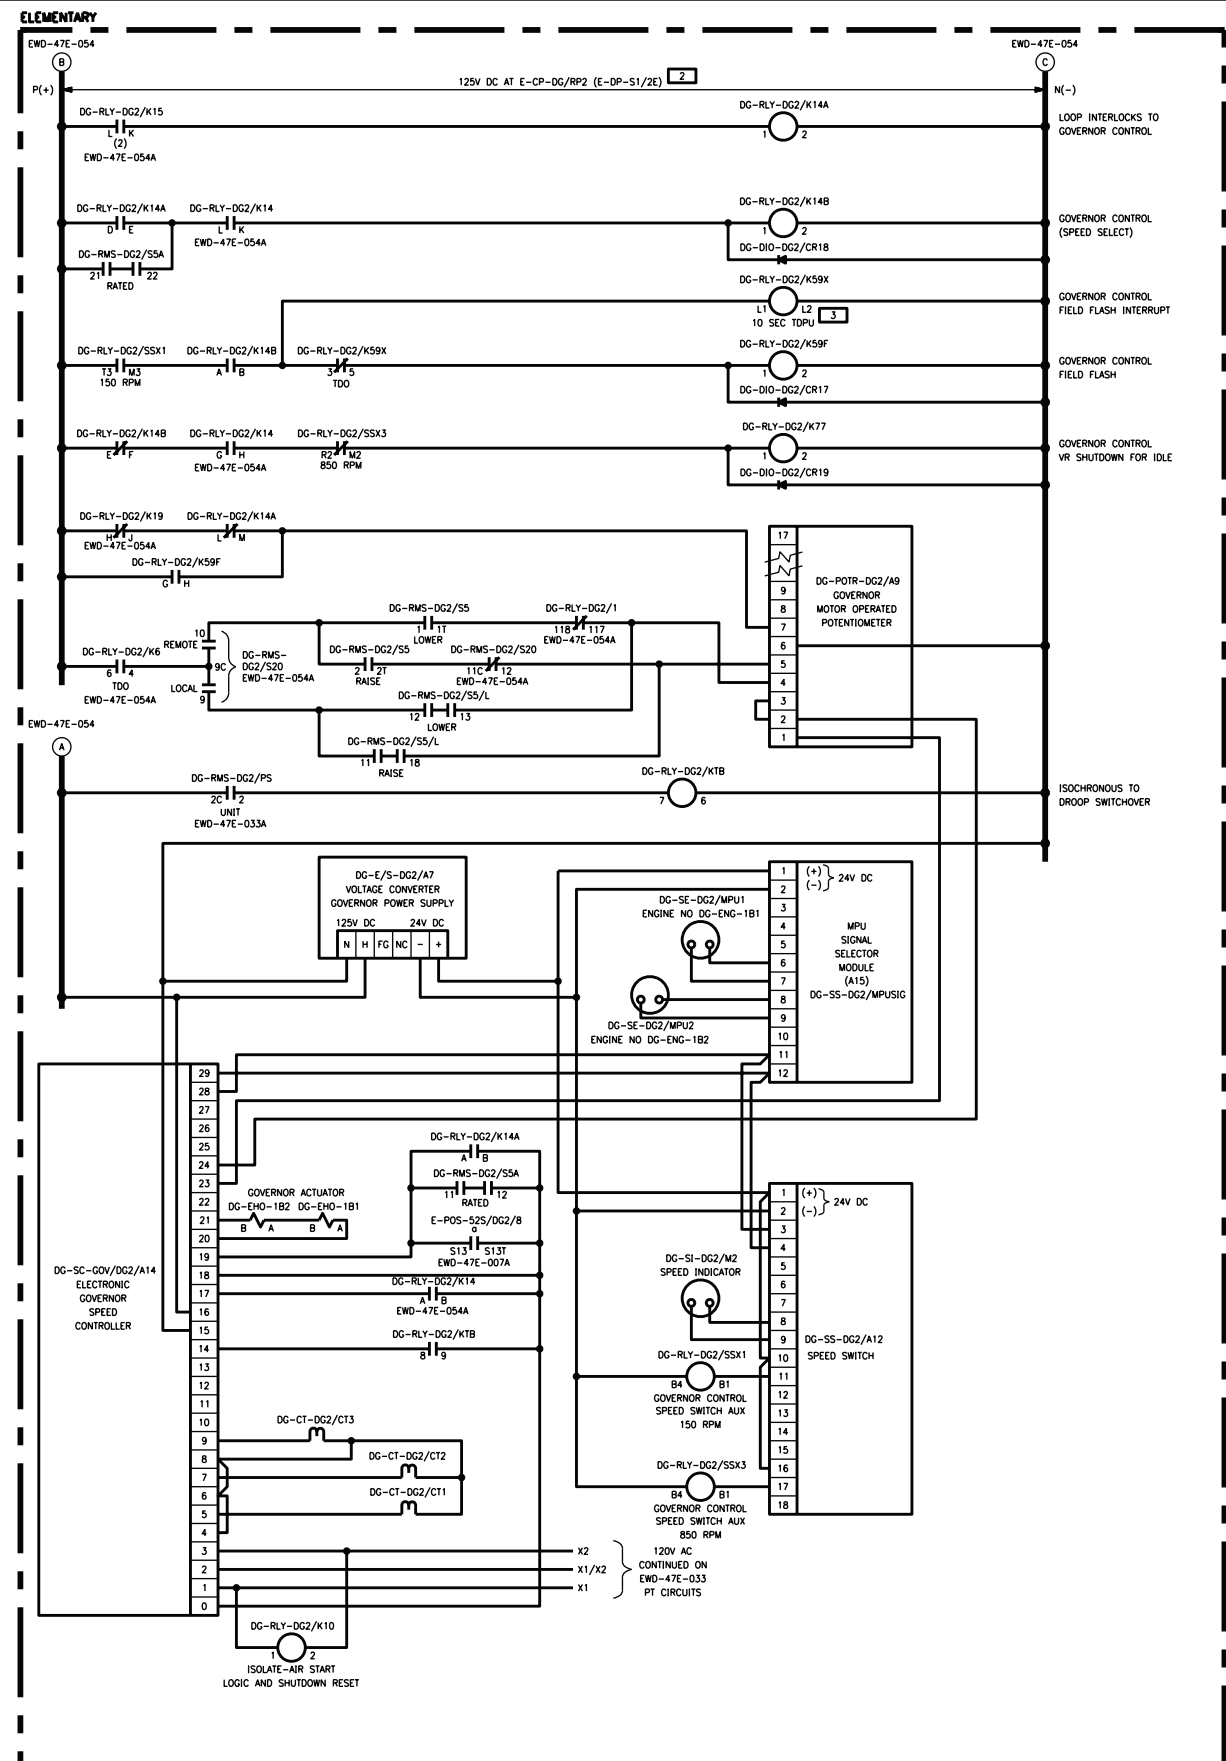 ELEMENTARY
EWD-47E-054
EWD-47E-054
B
C
P(+)
125V DC AT E-CP-DG/RP2 (E-DP-S1/2E)
2
N(-)
DG-RLY-DG2/K15
L K
(2)
EWD-47E-054A
DG-RLY-DG2/K14A
1 2
LOOP INTERLOCKS TO
GOVERNOR CONTROL
DG-RLY-DG2/K14A
D E
DG-RLY-DG2/K14
L K
EWD-47E-054A
DG-RMS-DG2/S5A
21 22
RATED
DG-RLY-DG2/K14B
1 2
DG-DIO-DG2/CR18
GOVERNOR CONTROL
(SPEED SELECT)
DG-RLY-DG2/K59X
L1 L2
10 SEC TDPU
3
GOVERNOR CONTROL
FIELD FLASH INTERRUPT
DG-RLY-DG2/SSX1
T3 M3
150 RPM
DG-RLY-DG2/K14B
A B
DG-RLY-DG2/K59X
3 5
TDO
DG-RLY-DG2/K59F
1 2
DG-DIO-DG2/CR17
GOVERNOR CONTROL
FIELD FLASH
DG-RLY-DG2/K14B
E F
DG-RLY-DG2/K14
G H
EWD-47E-054A
DG-RLY-DG2/SSX3
R2 M2
850 RPM
DG-RLY-DG2/K77
1 2
DG-DIO-DG2/CR19
GOVERNOR CONTROL
VR SHUTDOWN FOR IDLE
DG-RLY-DG2/K19
H J
EWD-47E-054A
DG-RLY-DG2/K14A
L M
DG-RLY-DG2/K59F
G H
17
9
8
7
6
5
4
3
2
1
DG-POTR-DG2/A9
GOVERNOR
MOTOR OPERATED
POTENTIOMETER
DG-RLY-DG2/K6
6 4
TDO
EWD-47E-054A
10
REMOTE
9C
LOCAL
9
DG-RMS-
DG2/S20
EWD-47E-054A
DG-RMS-DG2/S5
1 1T
LOWER
DG-RLY-DG2/1
118 117
EWD-47E-054A
DG-RMS-DG2/S5
2 2T
RAISE
DG-RMS-DG2/S20
11C 12
EWD-47E-054A
DG-RMS-DG2/S5/L
12 13
LOWER
DG-RMS-DG2/S5/L
11 18
RAISE
EWD-47E-054
A
DG-RMS-DG2/PS
2C 2
UNIT
EWD-47E-033A
DG-RLY-DG2/KTB
7 6
ISOCHRONOUS TO
DROOP SWITCHOVER
DG-E/S-DG2/A7
VOLTAGE CONVERTER
GOVERNOR POWER SUPPLY
125V DC 24V DC
N H FG NC - +
DG-SE-DG2/MPU1
ENGINE NO DG-ENG-1B1
DG-SE-DG2/MPU2
ENGINE NO DG-ENG-1B2
1
2
3
4
5
6
7
8
9
10
11
12
(+)
(-)
24V DC
MPU
SIGNAL
SELECTOR
MODULE
(A15)
DG-SS-DG2/MPUSIG
DG-SC-GOV/DG2/A14
ELECTRONIC
GOVERNOR
SPEED
CONTROLLER
29
28
27
26
25
24
23
22
21
20
19
18
17
16
15
14
13
12
11
10
9
8
7
6
5
4
3
2
1
0
GOVERNOR ACTUATOR
DG-EHO-1B2 DG-EHO-1B1
B A B A
DG-RLY-DG2/K14A
A B
DG-RMS-DG2/S5A
11 12
RATED
E-POS-52S/DG2/8
a
S13 S13T
EWD-47E-007A
DG-RLY-DG2/K14
A B
EWD-47E-054A
DG-RLY-DG2/KTB
8 9
DG-CT-DG2/CT3
DG-CT-DG2/CT2
DG-CT-DG2/CT1
DG-SI-DG2/M2
SPEED INDICATOR
DG-RLY-DG2/SSX1
B4 B1
GOVERNOR CONTROL
SPEED SWITCH AUX
150 RPM
DG-RLY-DG2/SSX3
B4 B1
GOVERNOR CONTROL
SPEED SWITCH AUX
850 RPM
1
2
3
4
5
6
7
8
9
10
11
12
13
14
15
16
17
18
(+)
(-)
24V DC
DG-SS-DG2/A12
SPEED SWITCH
X2
X1/X2
X1
120V AC
CONTINUED ON
EWD-47E-033
PT CIRCUITS
DG-RLY-DG2/K10
1 2
ISOLATE-AIR START
LOGIC AND SHUTDOWN RESET